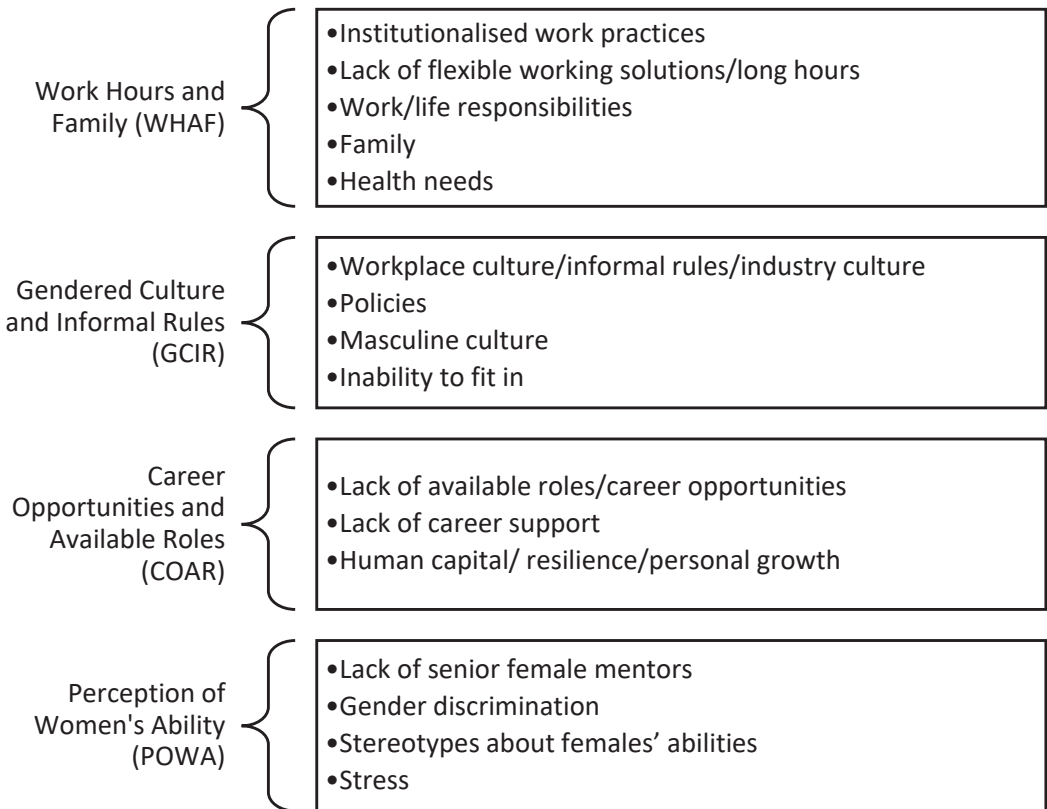 Work Hours and
Family (WHAF)
•Institutionalised work practices
•Lack of flexible working solutions/long hours
•Work/life responsibilities
•Family
•Health needs
Gendered Culture
and Informal Rules
(GCIR)
•Workplace culture/informal rules/industry culture
•Policies
•Masculine culture
•Inability to fit in
Career
Opportunities and
Available Roles
(COAR)
•Lack of available roles/career opportunities
•Lack of career support
•Human capital/ resilience/personal growth
Perception of
Women's Ability
(POWA)
•Lack of senior female mentors
•Gender discrimination
•Stereotypes about females’ abilities
•Stress